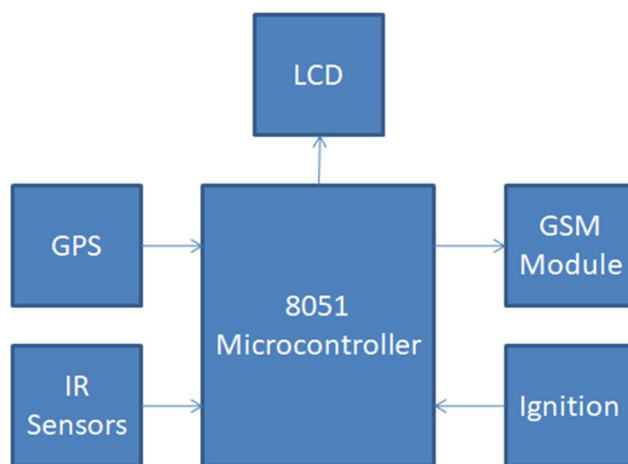 LCD
GPS
8051
Microcontroller
GSM
Module
IR
Sensors
Ignition